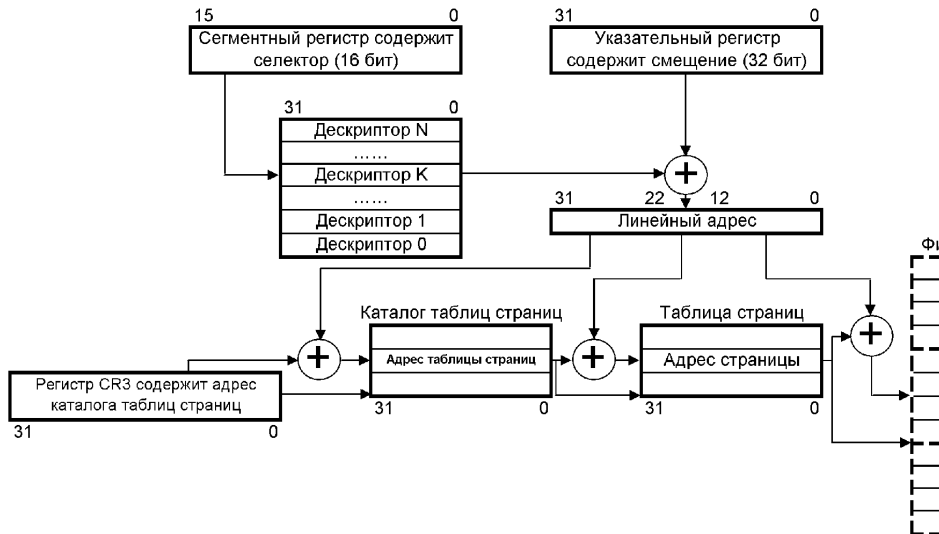 15 0
31 0
Сегментный регистр содержит
селектор (16 бит)
Указательный регистр
содержит смещение (32 бит)
31 0
Дескриптор N
......
Дескриптор K
......
Дескриптор 1
Дескриптор 0
+
31 22 12 0
Линейный адрес
Фи
Каталог таблиц страниц
Таблица страниц
+
Адрес таблицы страниц
+
Адрес страницы
+
Регистр CR3 содержит адрес
каталога таблиц страниц
31 0
31 0
31 0